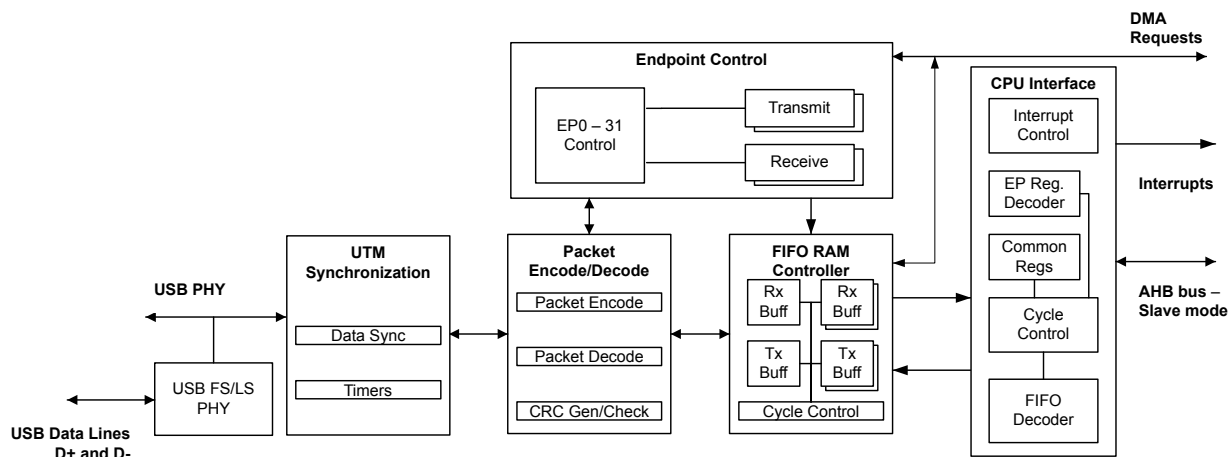 DMA
Requests
Endpoint Control
EP0 – 31
Control
Transmit
Receive
CPU Interface
Interrupt
Control
EP Reg.
Decoder
Common
Regs
Cycle
Control
FIFO
Decoder
Interrupts
AHB bus –
Slave mode
UTM
Synchronization
Data Sync
Timers
Packet
Encode/Decode
Packet Encode
Packet Decode
CRC Gen/Check
FIFO RAM
Controller
Rx
Buff
Rx
Buff
Tx
Buff
Tx
Buff
Cycle Control
USB PHY
USB FS/LS
PHY
USB Data Lines
D+ and D-